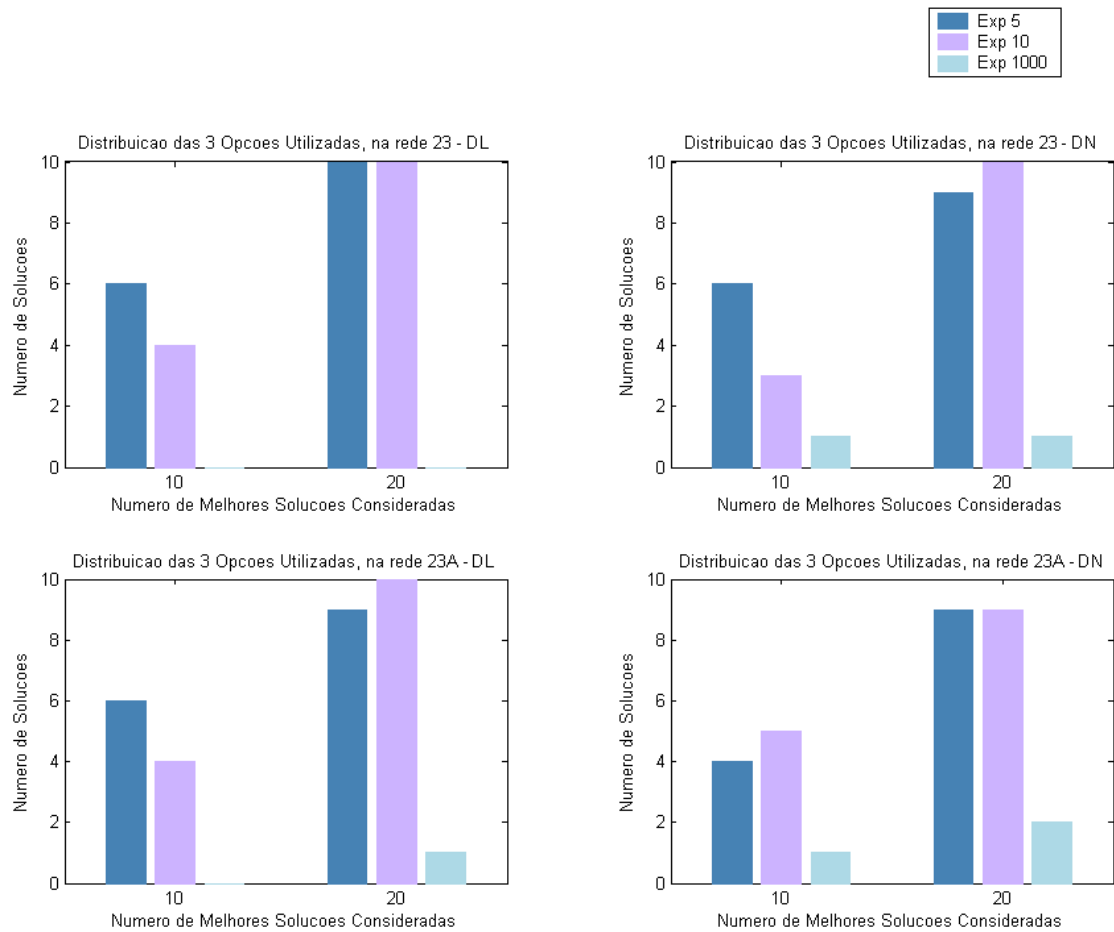 Exp 5
Exp 10
Exp 1000
Distribuicao das 3 Opcoes Utilizadas, na rede 23 - DL
Numero de Solucoes
10
8
6
4
2
0
10 20
Numero de Melhores Solucoes Consideradas
Distribuicao das 3 Opcoes Utilizadas, na rede 23 - DN
Numero de Solucoes
10
8
6
4
2
0
10 20
Numero de Melhores Solucoes Consideradas
Distribuicao das 3 Opcoes Utilizadas, na rede 23A - DL
Numero de Solucoes
10
8
6
4
2
0
10 20
Numero de Melhores Solucoes Consideradas
Distribuicao das 3 Opcoes Utilizadas, na rede 23A - DN
Numero de Solucoes
10
8
6
4
2
0
10 20
Numero de Melhores Solucoes Consideradas